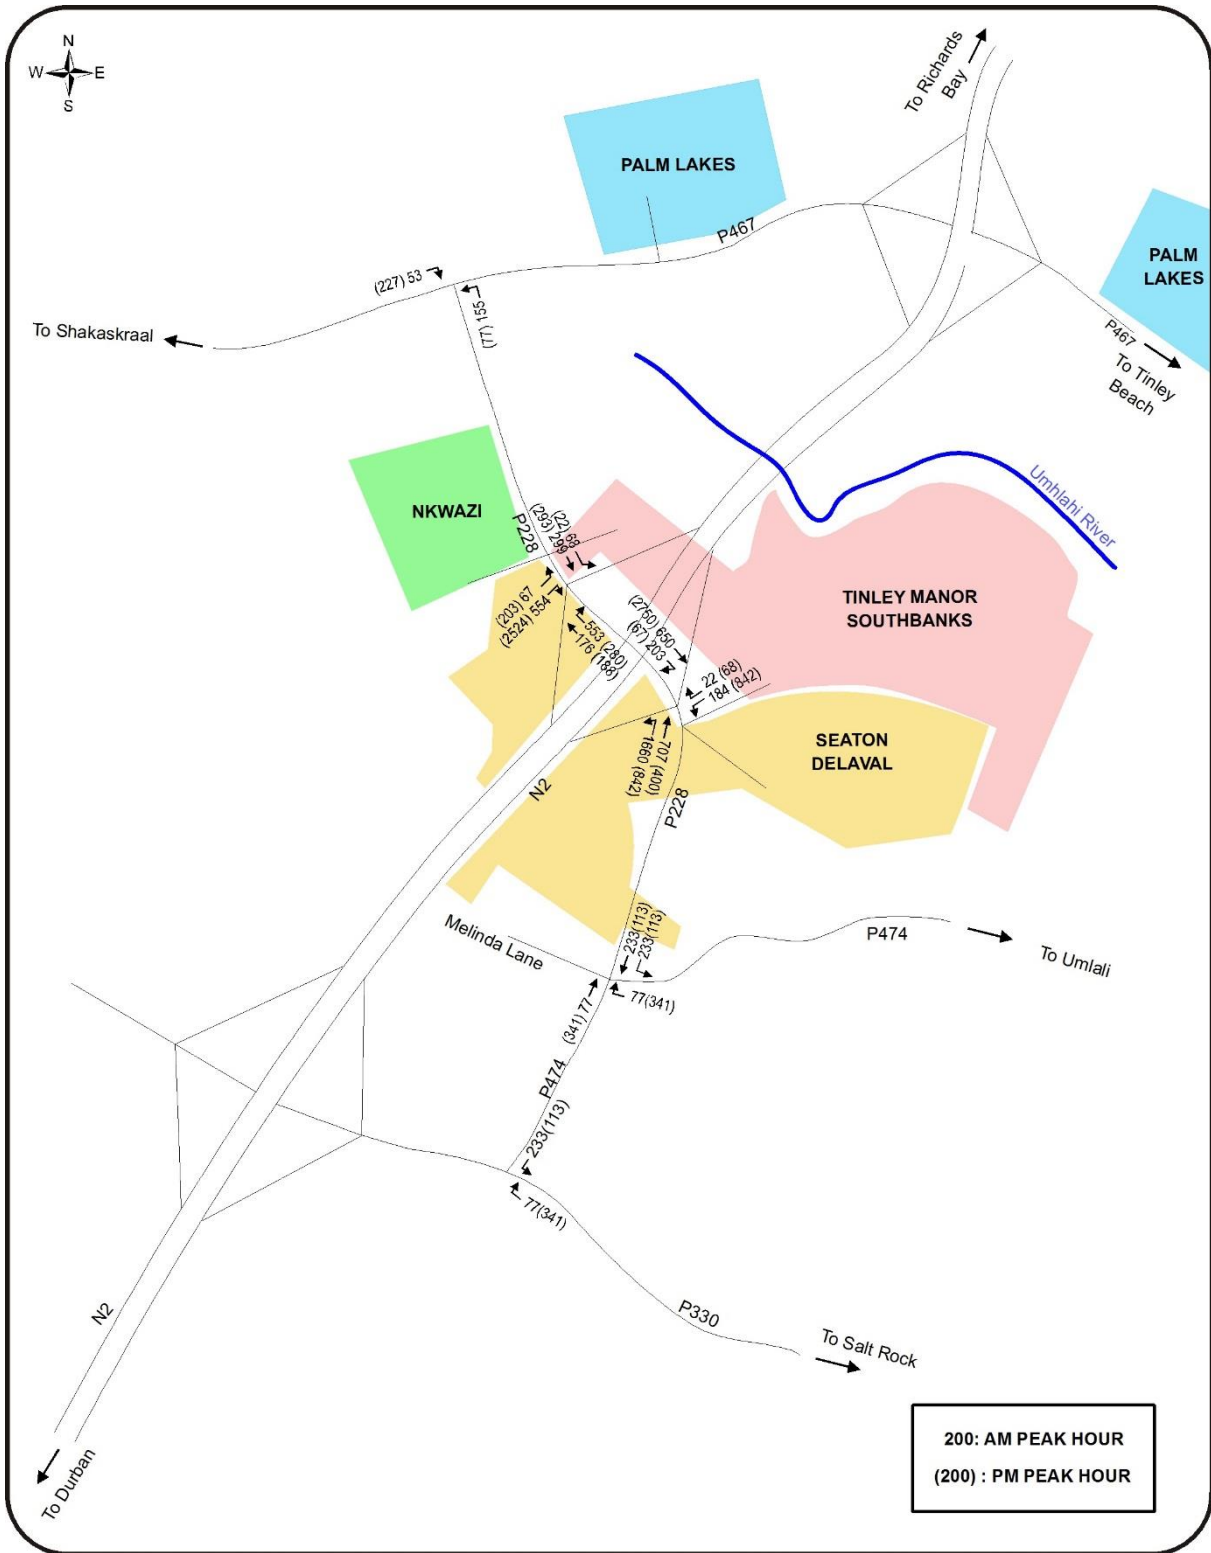 N
W E
S
To Richards
Bay
PALM LAKES
P467
PALM
LAKES
(227) 53
(77) 155
To Shakaskraal
P467
To Tinley
Beach
Umhlahi River
NKWAZI
P228
(22) 68
(293) 299
(203) 67
(2524) 554
553 (280)
176 (188)
(2750) 650
(67) 203
TINLEY MANOR
SOUTHBANKS
22 (68)
184 (842)
SEATON
DELAVAL
707 (400)
1660 (842)
N2
P228
233(113)
233(113)
Melinda Lane
P474
To Umlali
77(341)
(341) 77
P474
233(113)
77(341)
N2
P330
To Salt Rock
To Durban
200: AM PEAK HOUR
(200) : PM PEAK HOUR